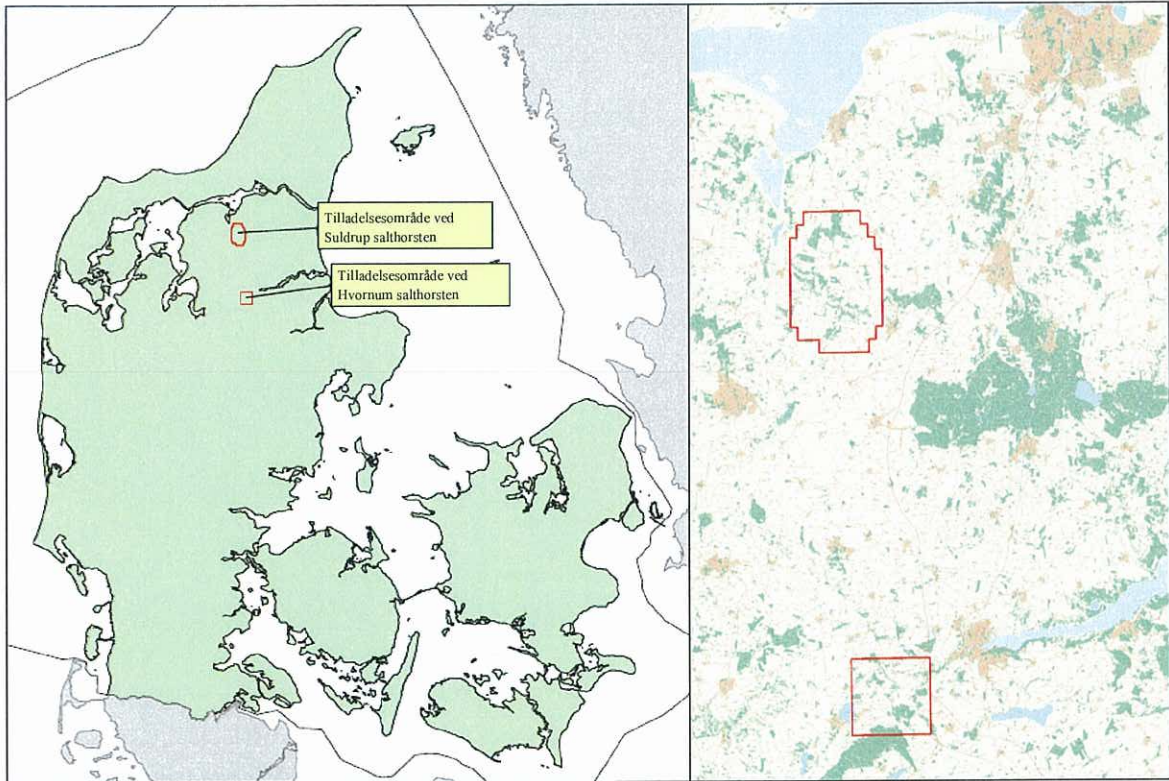 Tilladelsesområde ved
Suldrup salthorsten
Tilladelsesområde ved
Hvornum salthorsten